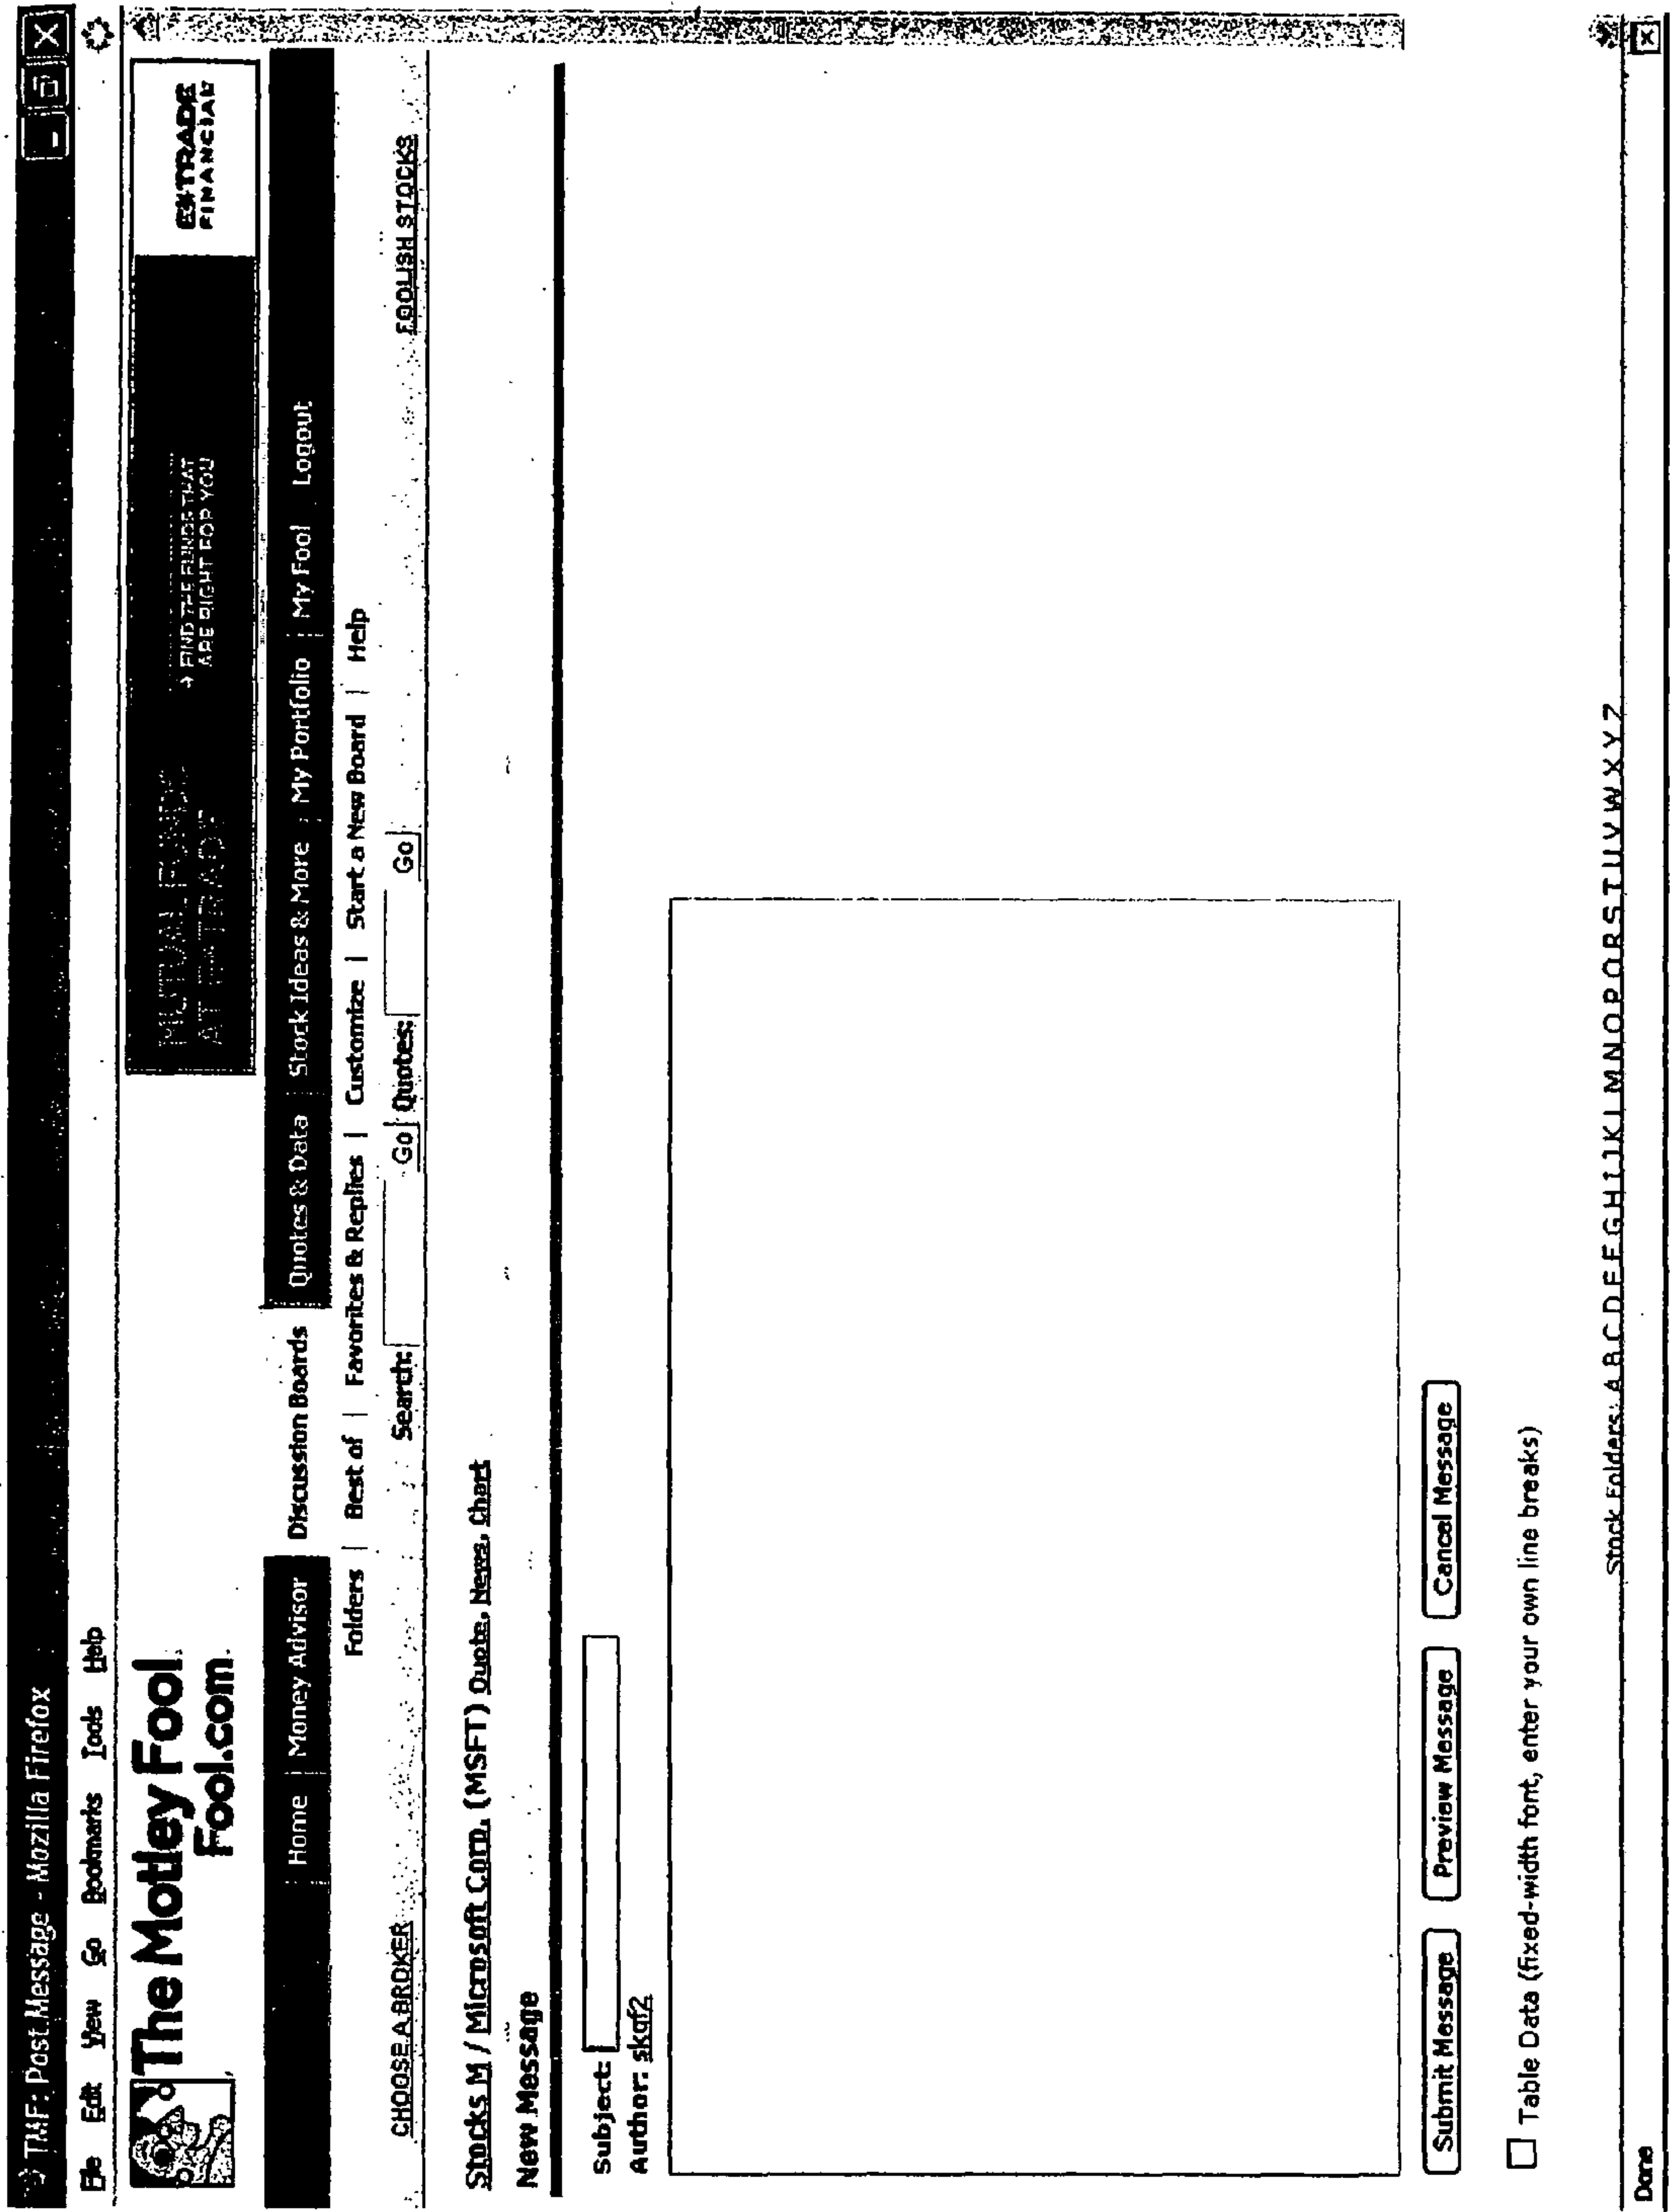 TMF: Post Message - Mozilla Firefox
File Edit View Go Bookmarks Tools Help
The Motley Fool
Fool.com
MUTUAL FUNDS
AT E*TRADE
→ FIND THE FUNDS THAT
ARE RIGHT FOR YOU
E*TRADE
FINANCIAL
Home | Money Advisor | Discussion Boards | Quotes & Data | Stock Ideas & More | My Portfolio | My Fool Logout
Folders | Best of | Favorites & Replies | Customize | Start a New Board | Help
CHOOSE A BROKER Search: Go Quotes: Go FOOLISH STOCKS
Stocks M / Microsoft Corp. (MSFT) Quote, News, Chart
New Message
Subject:
Author: skqf2
Submit Message Preview Message Cancel Message
Table Data (fixed-width font, enter your own line breaks)
Stock Folders: A B C D E F G H I J K L M N O P Q R S T U V W X Y Z
Done